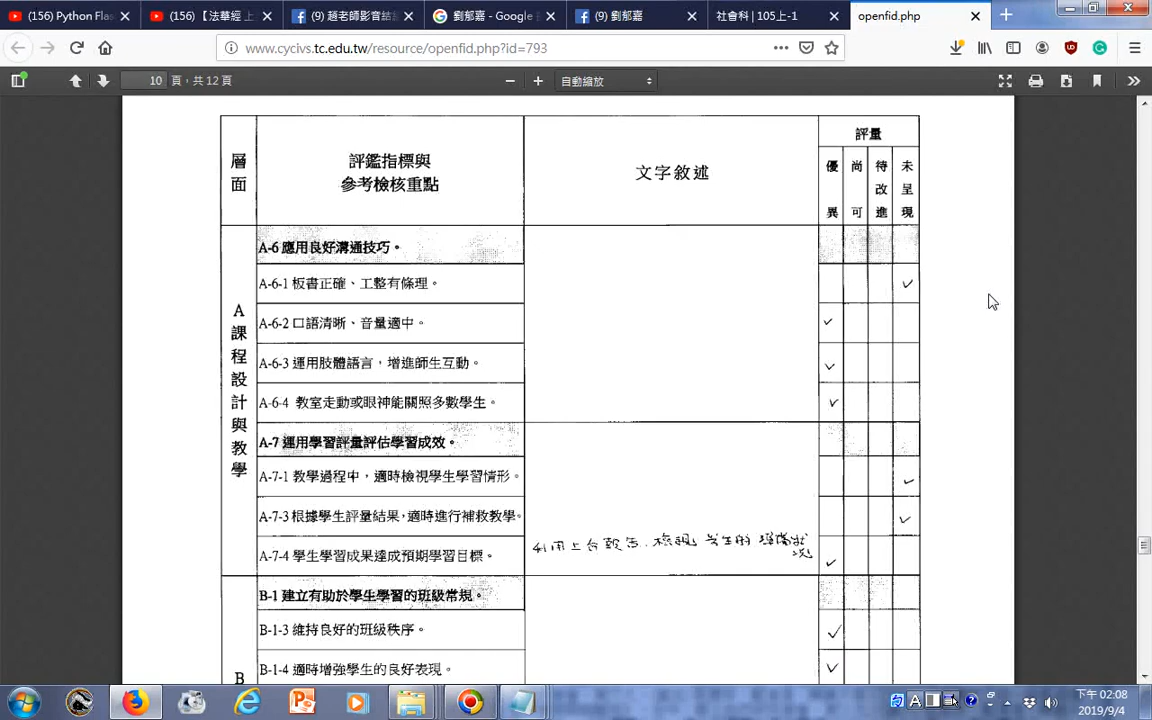 (156) Python Flas
(156) 【法華經 上
(9) 趙老師影音結
劉郁嘉 - Google
(9) 劉郁嘉
社會科 | 105上-1
openfid.php
www.cycivs.tc.edu.tw/resource/openfid.php?id=793
10 頁，共 12 頁
自動縮放
層面
評鑑指標與
參考檢核重點
文字敘述
評量
優異
尚可
待改進
未呈現
A 課程設計與教學
A-6 應用良好溝通技巧。
A-6-1 板書正確、工整有條理。
A-6-2 口語清晰、音量適中。
A-6-3 運用肢體語言，增進師生互動。
A-6-4 教室走動或眼神能關照多數學生。
A-7 運用學習評量評估學習成效。
A-7-1 教學過程中，適時檢視學生學習情形。
A-7-3 根據學生評量結果，適時進行補救教學。
利用上台報告,檢視學生的
A-7-4 學生學習成果達成預期學習目標。
B-1 建立有助於學生學習的班級常規。
B-1-3 維持良好的班級秩序。
B-1-4 適時增強學生的良好表現。
B
下午 02:08
2019/9/4